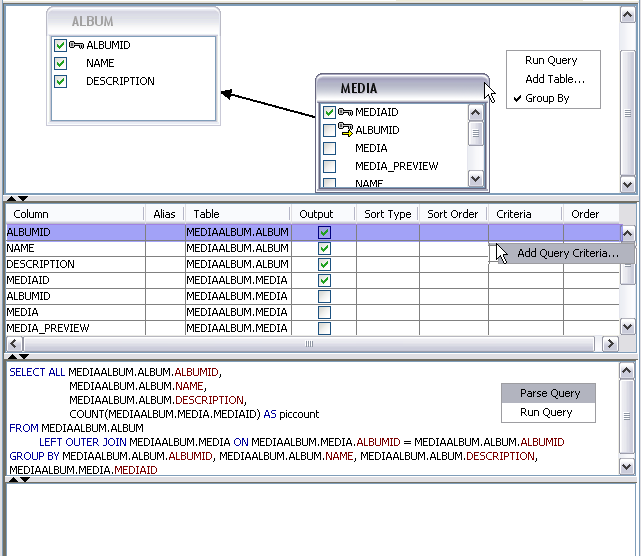 ALBUM
ALBUMID
NAME
DESCRIPTION
MEDIA
MEDIAID
ALBUMID
MEDIA
MEDIA_PREVIEW
NAME
Run Query
Add Table...
Group By
Column Alias Table Output Sort Type Sort Order Criteria Order
ALBUMID MEDIAALBUM.ALBUM
NAME MEDIAALBUM.ALBUM
DESCRIPTION MEDIAALBUM.ALBUM
MEDIAID MEDIAALBUM.MEDIA
ALBUMID MEDIAALBUM.MEDIA
MEDIA MEDIAALBUM.MEDIA
MEDIA_PREVIEW MEDIAALBUM.MEDIA
Add Query Criteria...
SELECT ALL MEDIAALBUM.ALBUM.ALBUMID,
MEDIAALBUM.ALBUM.NAME,
MEDIAALBUM.ALBUM.DESCRIPTION,
COUNT(MEDIAALBUM.MEDIA.MEDIAID) AS piccount
FROM MEDIAALBUM.ALBUM
LEFT OUTER JOIN MEDIAALBUM.MEDIA ON MEDIAALBUM.MEDIA.ALBUMID = MEDIAALBUM.ALBUM.ALBUMID
GROUP BY MEDIAALBUM.ALBUM.ALBUMID, MEDIAALBUM.ALBUM.NAME, MEDIAALBUM.ALBUM.DESCRIPTION,
MEDIAALBUM.MEDIA.MEDIAID
Parse Query
Run Query